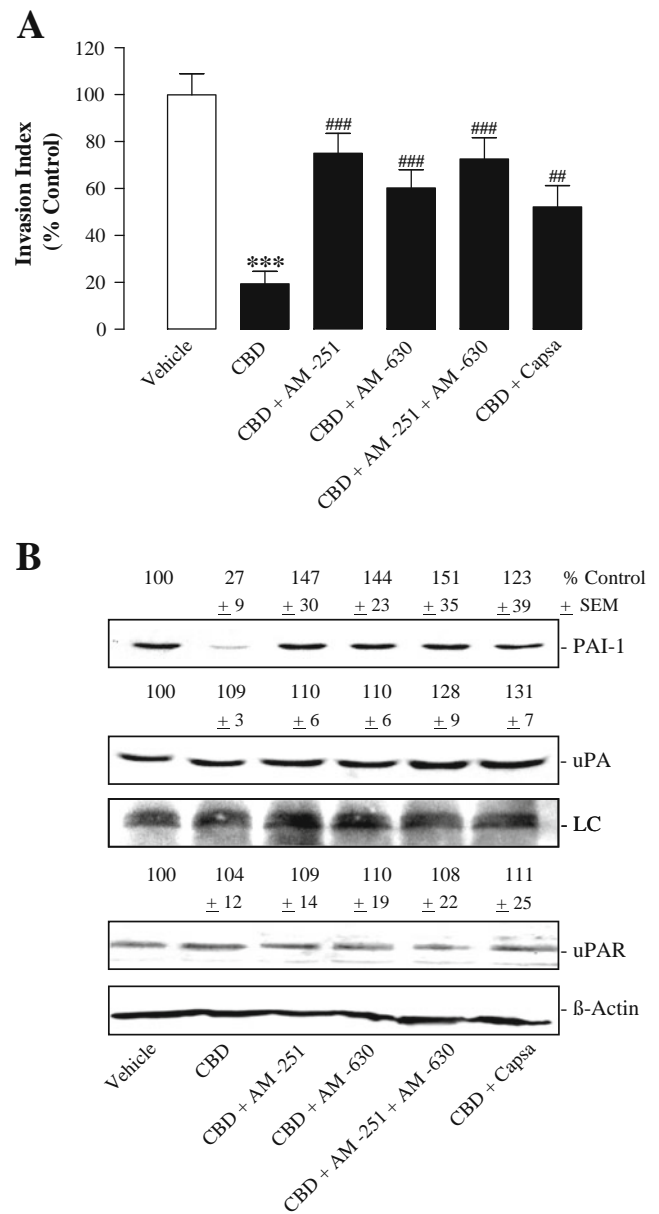 A
Invasion Index
(% Control)
120
100
80
60
40
20
0
***
###
###
###
##
Vehicle
CBD
CBD + AM -251
CBD + AM -630
CBD + AM -251 + AM -630
CBD + Capsa
B
100 27 147 144 151 123 % Control
± 9 ± 30 ± 23 ± 35 ± 39 ± SEM
- PAI-1
100 109 110 110 128 131
± 3 ± 6 ± 6 ± 9 ± 7
- uPA
- LC
100 104 109 110 108 111
± 12 ± 14 ± 19 ± 22 ± 25
- uPAR
- ß-Actin
Vehicle
CBD
CBD + AM -251
CBD + AM -630
CBD + AM -251 + AM -630
CBD + Capsa